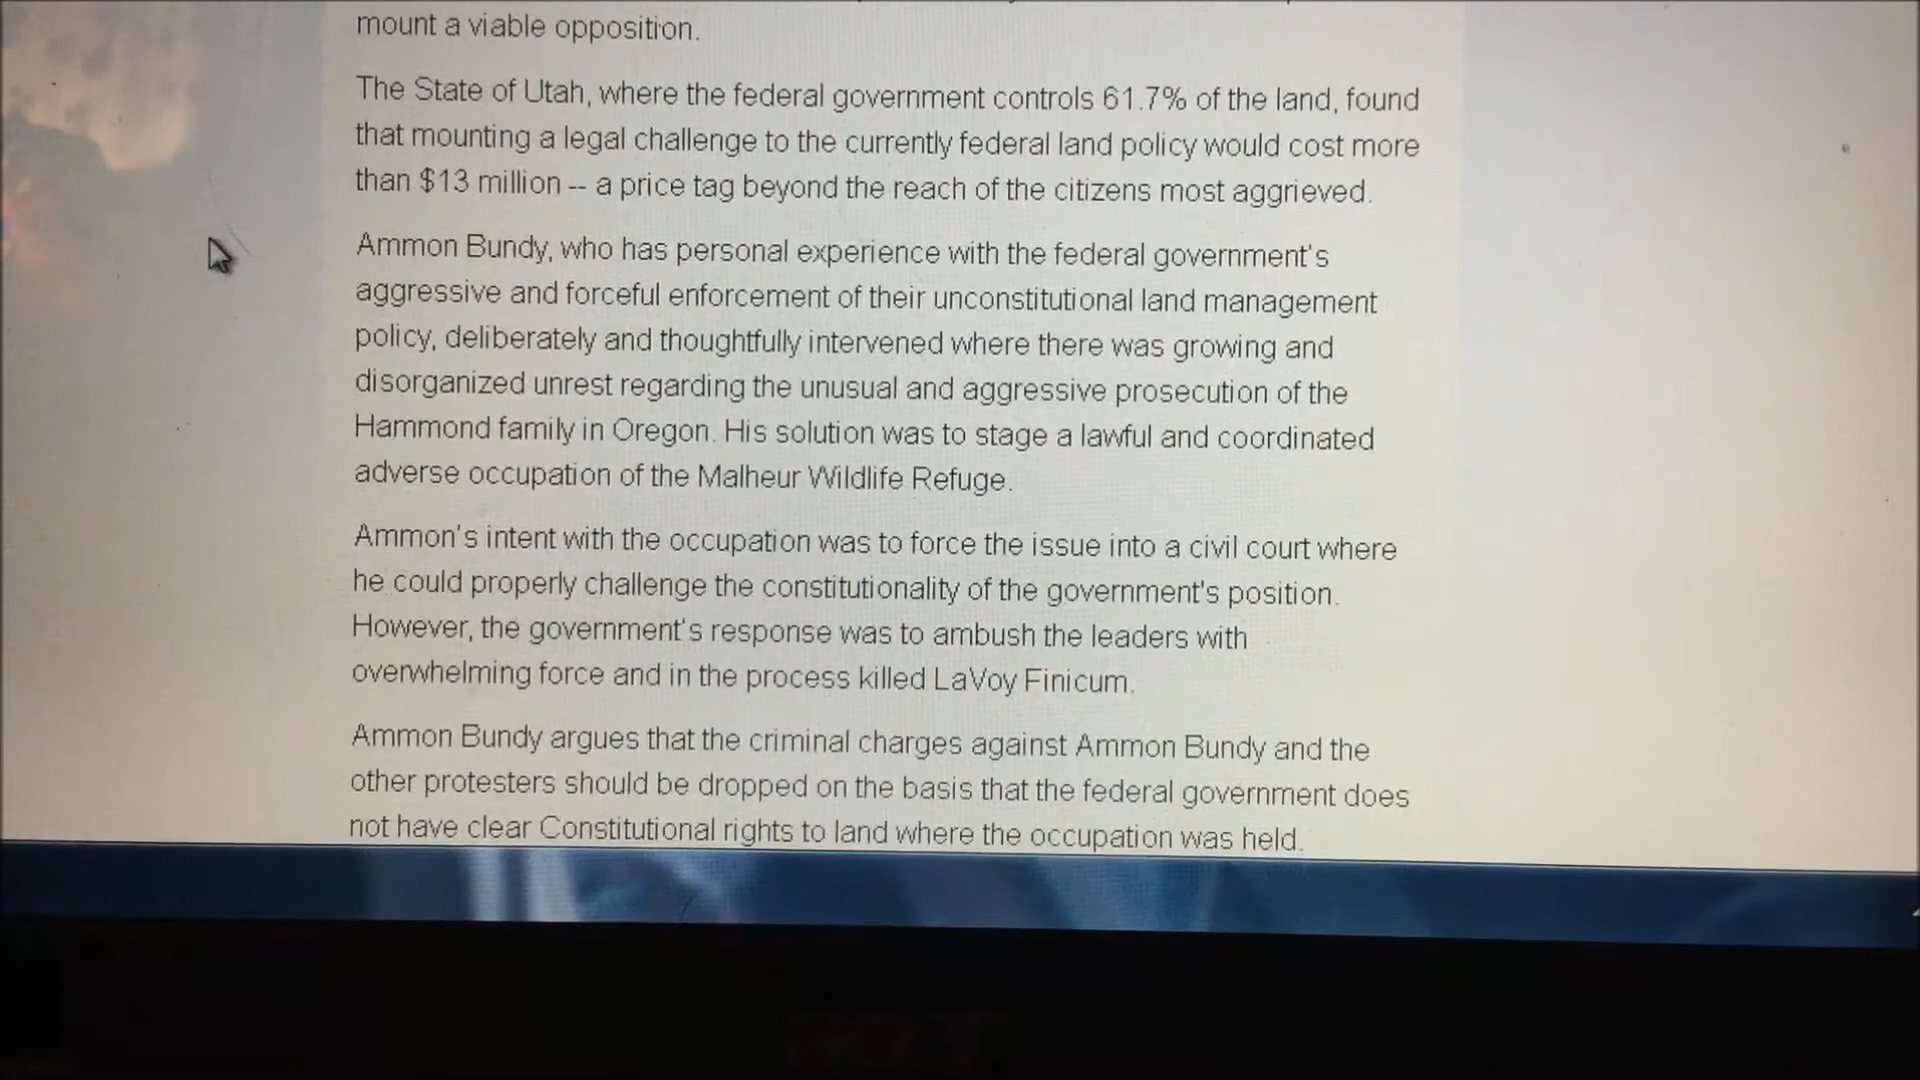 mount a viable opposition.
The State of Utah, where the federal government controls 61.7% of the land, found
that mounting a legal challenge to the currently federal land policy would cost more
than $13 million -- a price tag beyond the reach of the citizens most aggrieved.
Ammon Bundy, who has personal experience with the federal government's
aggressive and forceful enforcement of their unconstitutional land management
policy, deliberately and thoughtfully intervened where there was growing and
disorganized unrest regarding the unusual and aggressive prosecution of the
Hammond family in Oregon. His solution was to stage a lawful and coordinated
adverse occupation of the Malheur Wildlife Refuge.
Ammon's intent with the occupation was to force the issue into a civil court where
he could properly challenge the constitutionality of the government's position.
However, the government's response was to ambush the leaders with
overwhelming force and in the process killed LaVoy Finicum.
Ammon Bundy argues that the criminal charges against Ammon Bundy and the
other protesters should be dropped on the basis that the federal government does
not have clear Constitutional rights to land where the occupation was held.